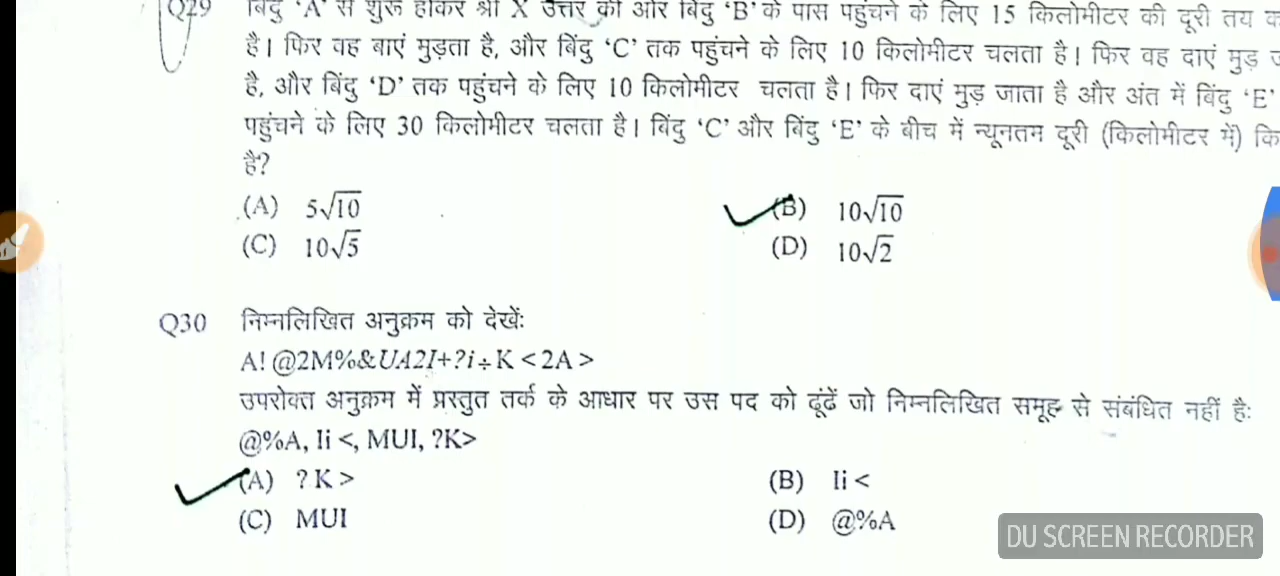 Q29 बिंदु 'A' से शुरू होकर श्री X उत्तर की ओर बिंदु 'B' के पास पहुंचने के लिए 15 किलोमीटर की दूरी तय
है। फिर वह बाएं मुड़ता है, और बिंदु 'C' तक पहुंचने के लिए 10 किलोमीटर चलता है। फिर वह दाएं मुड़
है, और बिंदु 'D' तक पहुंचने के लिए 10 किलोमीटर चलता है। फिर दाएं मुड़ जाता है और अंत में बिंदु 'E'
पहुंचने के लिए 30 किलोमीटर चलता है। बिंदु 'C' और बिंदु 'E' के बीच में न्यूनतम दूरी (किलोमीटर में)
है?
(A) 5√10 (B) 10√10
(C) 10√5 (D) 10√2
Q30 निम्नलिखित अनुक्रम को देखें:
A! @2M%&UA2I+?i÷K<2A>
उपरोक्त अनुक्रम में प्रस्तुत तर्क के आधार पर उस पद को ढूंढें जो निम्नलिखित समूह से संबंधित नहीं है:
@%A, Ii <, MUI, ?K>
(A) ? K > (B) Ii <
(C) MUI (D) @%A
DU SCREEN RECORDER